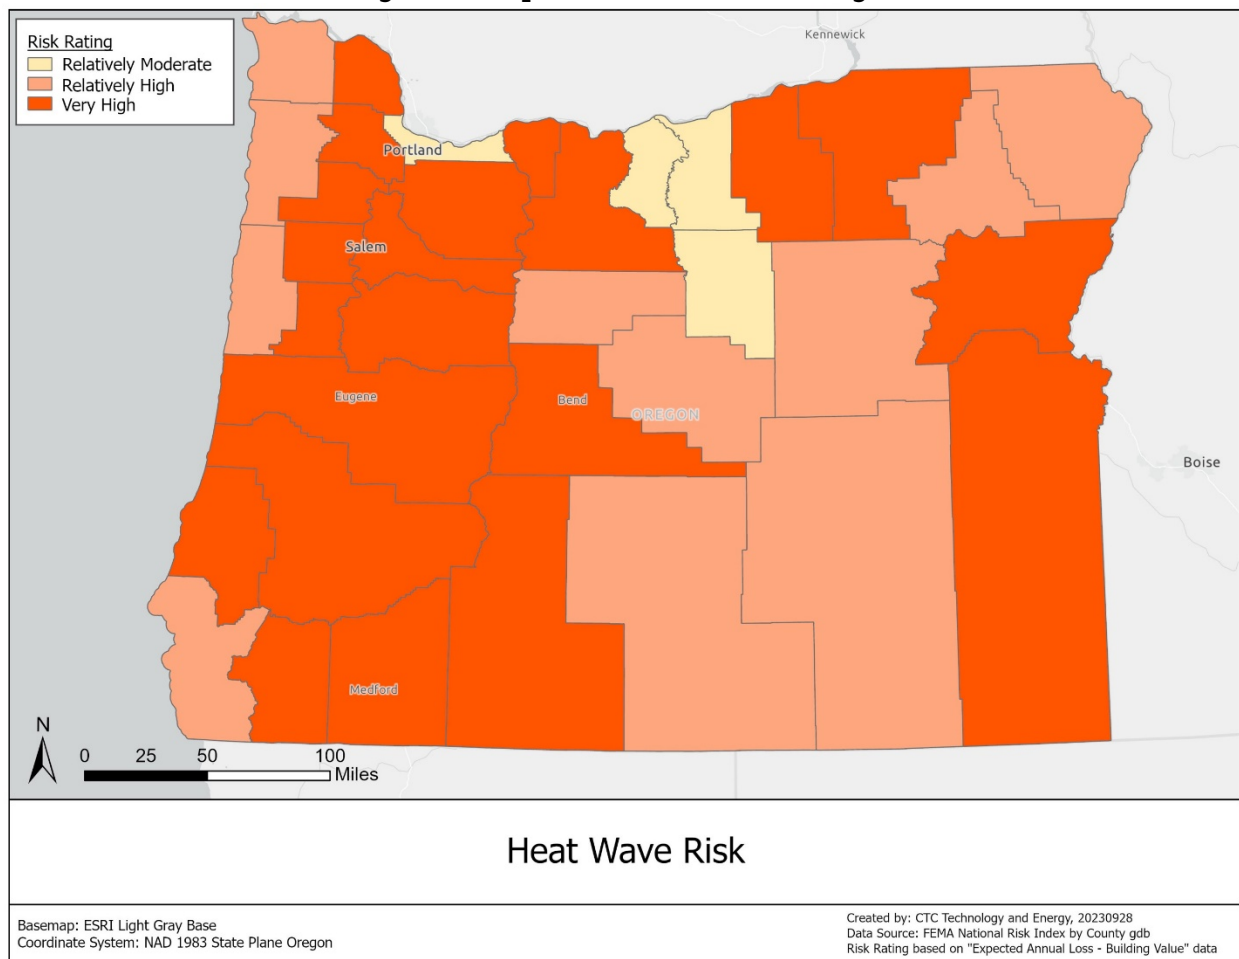 Risk Rating
Relatively Moderate
Relatively High
Very High
Kennewick
Portland
Salem
Eugene
Bend
OREGON
Boise
Medford
N
0 25 50 100
Miles
Heat Wave Risk
Basemap: ESRI Light Gray Base
Coordinate System: NAD 1983 State Plane Oregon
Created by: CTC Technology and Energy, 20230928
Data Source: FEMA National Risk Index by County gdb
Risk Rating based on "Expected Annual Loss - Building Value" data